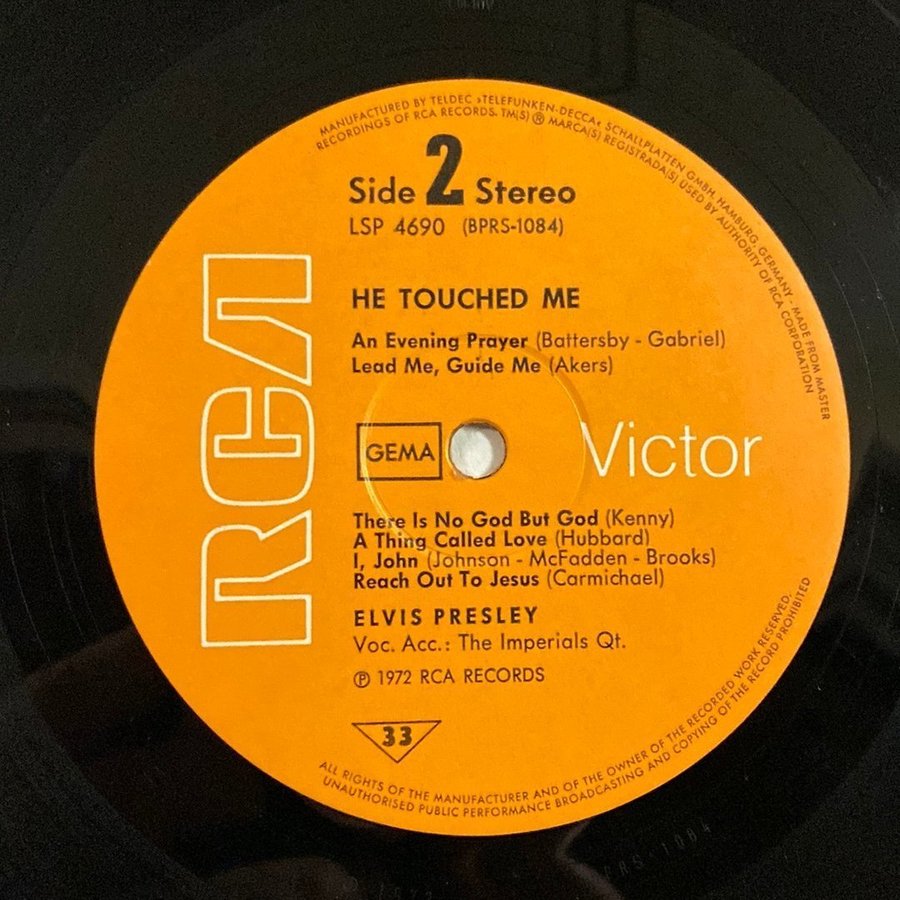 MANUFACTURED BY TELDEC »TELEFUNKEN-DECCA« SCHALLPLATTEN GMBH, HAMBURG, GERMANY - MADE FROM MASTER
RECORDINGS OF RCA RECORDS. TM(S) ® MARCA(S) REGISTRADA(S) USED BY AUTHORITY OF RCA CORPORATION
Side 2 Stereo
LSP 4690 (BPRS-1084)
RCA
HE TOUCHED ME
An Evening Prayer (Battersby - Gabriel)
Lead Me, Guide Me (Akers)
GEMA
Victor
There Is No God But God (Kenny)
A Thing Called Love (Hubbard)
I, John (Johnson - McFadden - Brooks)
Reach Out To Jesus (Carmichael)
ELVIS PRESLEY
Voc. Acc.: The Imperials Qt.
℗ 1972 RCA RECORDS
33
ALL RIGHTS OF THE MANUFACTURER AND OF THE OWNER OF THE RECORDED WORK RESERVED.
UNAUTHORISED PUBLIC PERFORMANCE BROADCASTING AND COPYING OF THE RECORD PROHIBITED